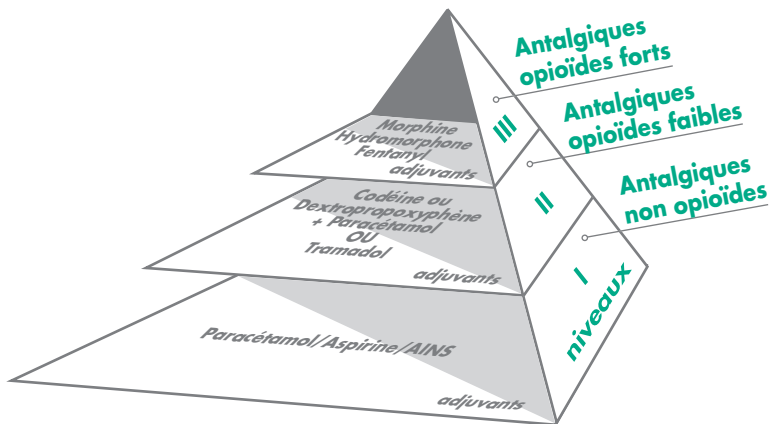 Antalgiques
opioïdes forts
Morphine
Hydromorphone
Fentanyl
adjuvants
III
Antalgiques
opioïdes faibles
Codéine ou
Dextropropoxyphène
+ Paracétamol
OU
Tramadol
adjuvants
II
Antalgiques
non opioïdes
Paracétamol/Aspirine/AINS
adjuvants
I
niveaux